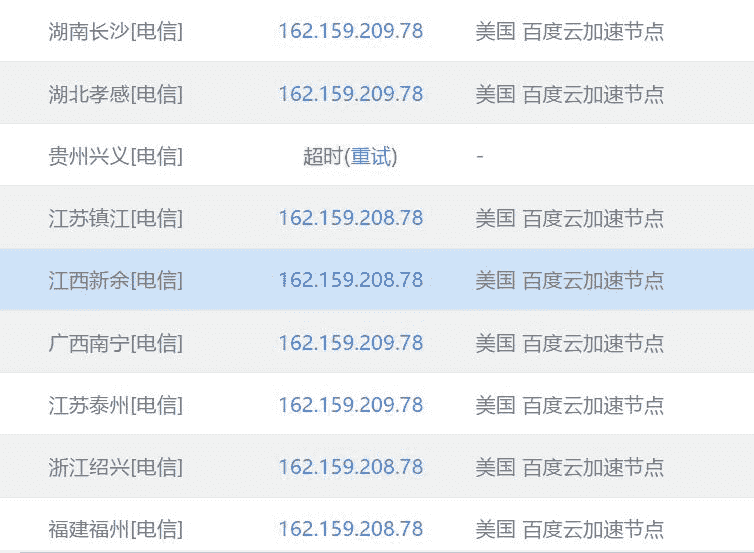 湖南长沙[电信] 162.159.209.78 美国 百度云加速节点
湖北孝感[电信] 162.159.209.78 美国 百度云加速节点
贵州兴义[电信] 超时(重试) -
江苏镇江[电信] 162.159.208.78 美国 百度云加速节点
江西新余[电信] 162.159.208.78 美国 百度云加速节点
广西南宁[电信] 162.159.209.78 美国 百度云加速节点
江苏泰州[电信] 162.159.209.78 美国 百度云加速节点
浙江绍兴[电信] 162.159.208.78 美国 百度云加速节点
福建福州[电信] 162.159.208.78 美国 百度云加速节点